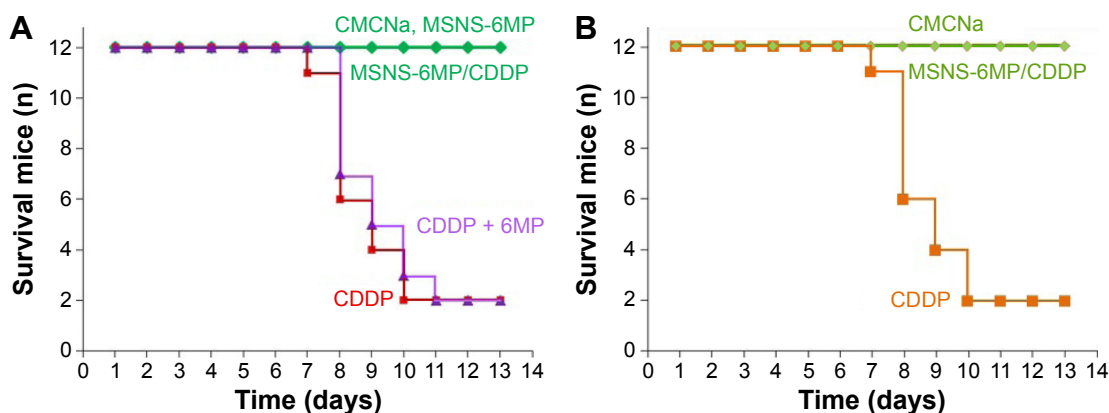 A
CMCNa, MSNS-6MP
MSNS-6MP/CDDP
CDDP + 6MP
CDDP
Survival mice (n)
12
10
8
6
4
2
0
0 1 2 3 4 5 6 7 8 9 10 11 12 13 14
Time (days)
B
CMCNa
MSNS-6MP/CDDP
CDDP
Survival mice (n)
12
10
8
6
4
2
0
0 1 2 3 4 5 6 7 8 9 10 11 12 13 14
Time (days)